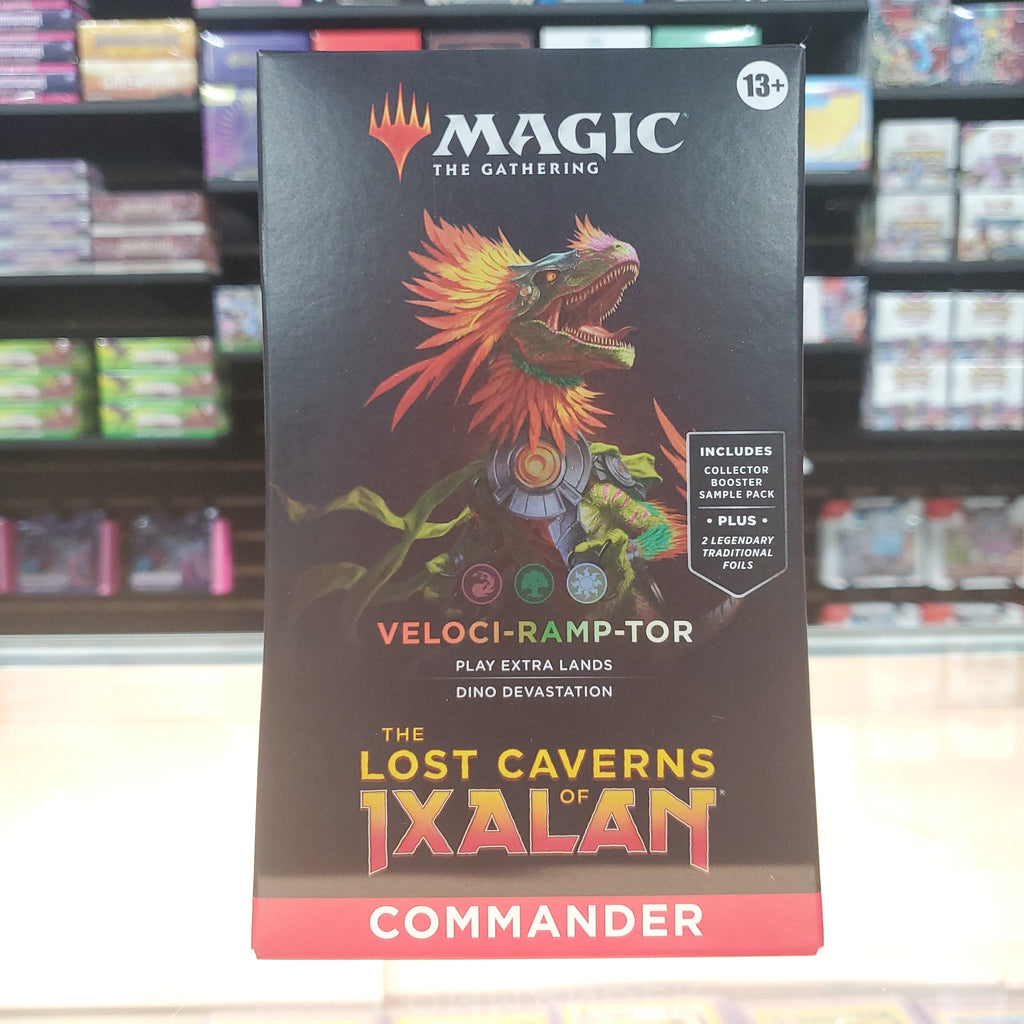 13+
MAGIC
THE GATHERING
INCLUDES
COLLECTOR
BOOSTER
SAMPLE PACK
• PLUS •
2 LEGENDARY
TRADITIONAL
FOILS
VELOCI-RAMP-TOR
PLAY EXTRA LANDS
DINO DEVASTATION
THE
LOST CAVERNS
OF
IXALAN
COMMANDER